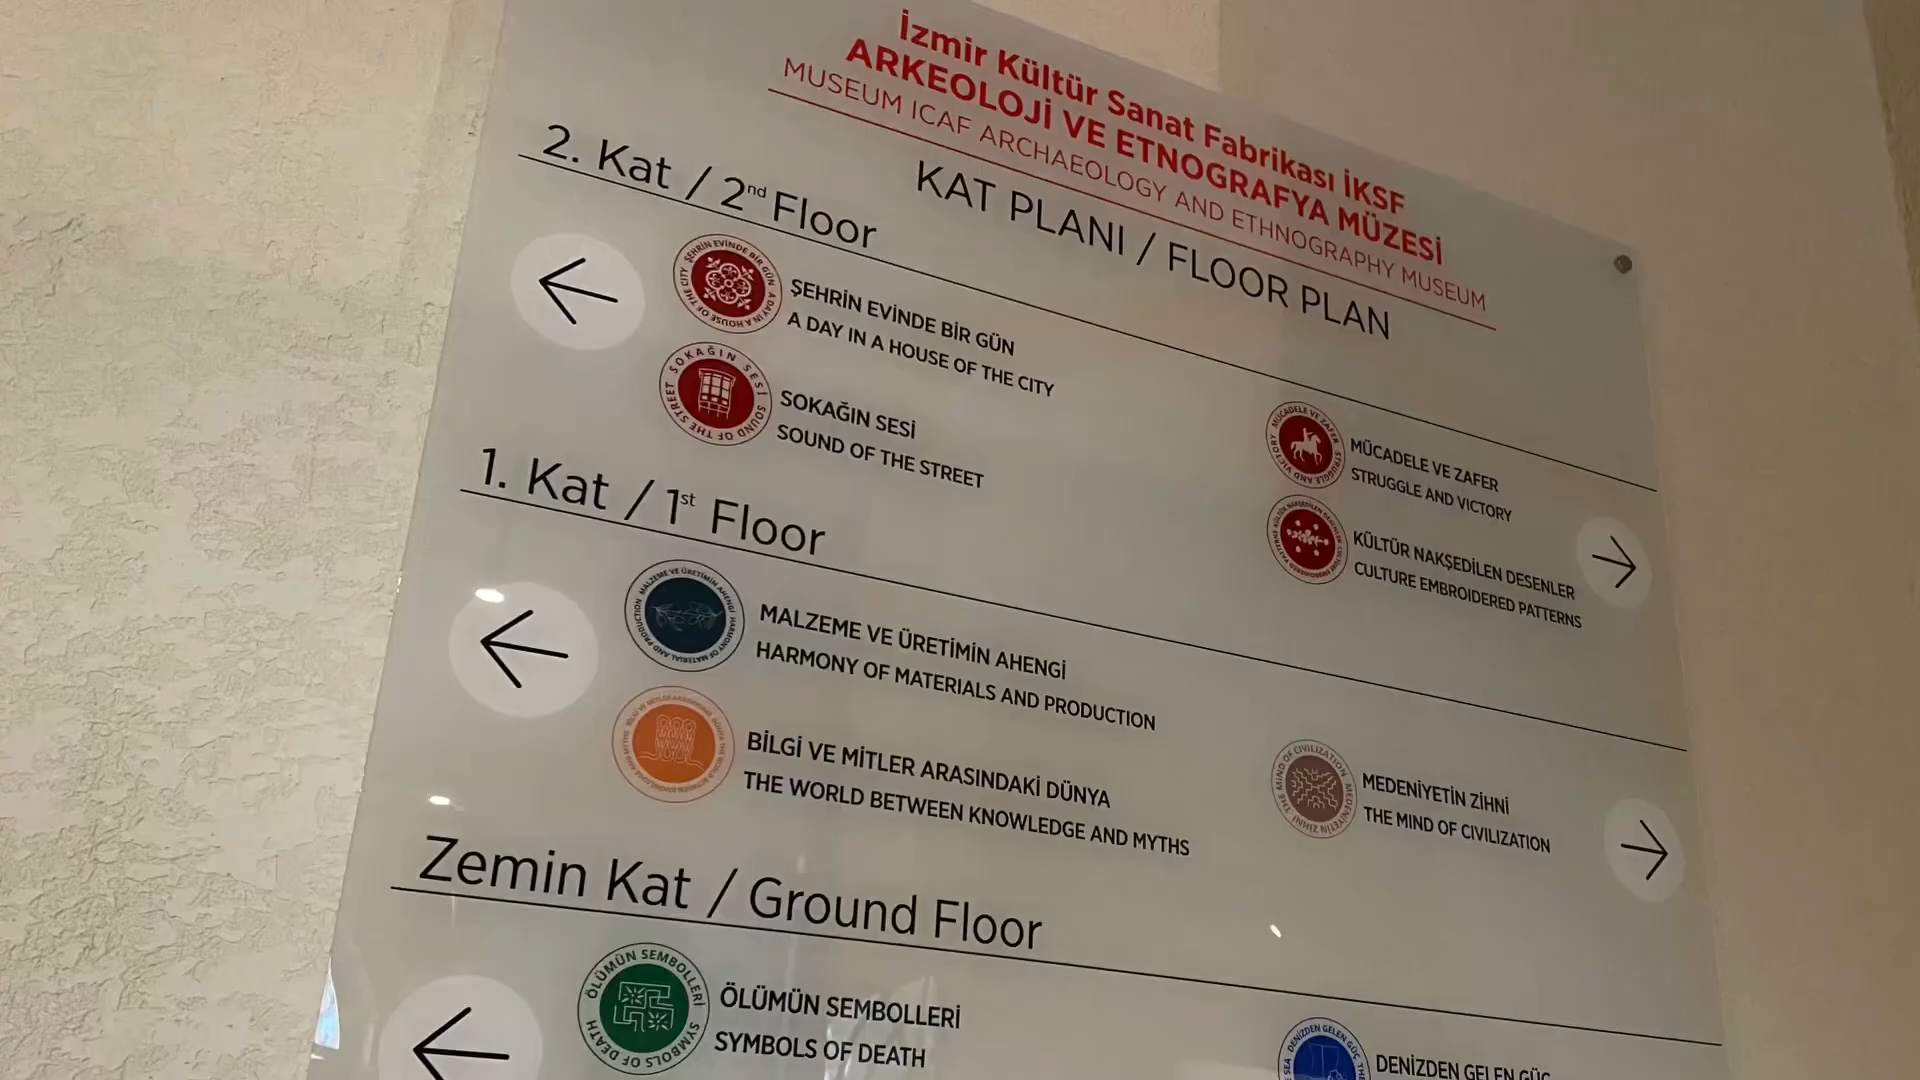 İzmir Kültür Sanat Fabrikası İKSF
ARKEOLOJİ VE ETNOGRAFYA MÜZESİ
MUSEUM ICAF ARCHAEOLOGY AND ETHNOGRAPHY MUSEUM
KAT PLANI / FLOOR PLAN
2. Kat / 2nd Floor
ŞEHRİN EVİNDE BİR GÜN A DAY IN A HOUSE OF THE CITY
ŞEHRİN EVİNDE BİR GÜN
A DAY IN A HOUSE OF THE CITY
SOKAĞIN SESİ SOUND OF THE STREET
SOKAĞIN SESİ
SOUND OF THE STREET
MÜCADELE VE ZAFER STRUGGLE AND VICTORY
MÜCADELE VE ZAFER
STRUGGLE AND VICTORY
KÜLTÜR NAKŞEDİLEN DESENLER
CULTURE EMBROIDERED PATTERNS
1. Kat / 1st Floor
MALZEME VE ÜRETİMİN AHENGİ HARMONY OF MATERIAL AND PRODUCTION
MALZEME VE ÜRETİMİN AHENGİ
HARMONY OF MATERIALS AND PRODUCTION
BİLGİ VE MİTLER ARASINDAKİ DÜNYA
THE WORLD BETWEEN KNOWLEDGE AND MYTHS
MEDENİYETİN ZİHNİ THE MIND OF CIVILIZATION
MEDENİYETİN ZİHNİ
THE MIND OF CIVILIZATION
Zemin Kat / Ground Floor
ÖLÜMÜN SEMBOLLERİ SYMBOLS OF DEATH
ÖLÜMÜN SEMBOLLERİ
SYMBOLS OF DEATH
DENİZDEN GELEN GÜÇ THE SEA
DENİZDEN GELEN GÜÇ